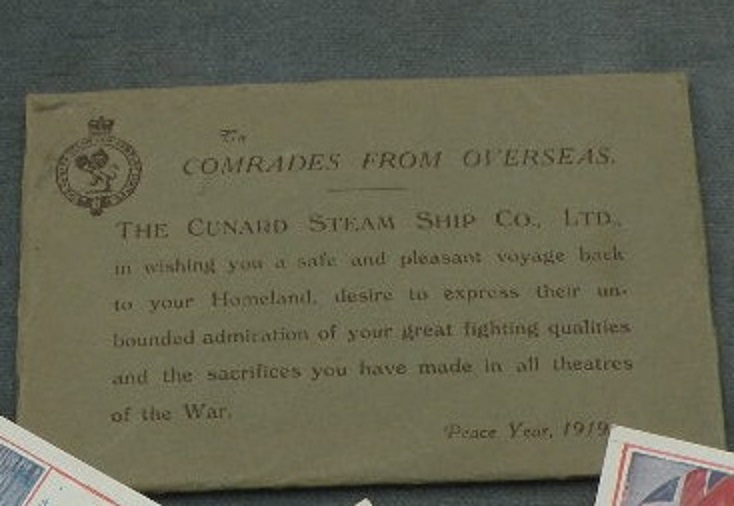 To
COMRADES FROM OVERSEAS.
THE CUNARD STEAM SHIP CO., LTD.,
in wishing you a safe and pleasant voyage back
to your Homeland, desire to express their un-
bounded admiration of your great fighting qualities
and the sacrifices you have made in all theatres
of the War.
Peace Year, 1919